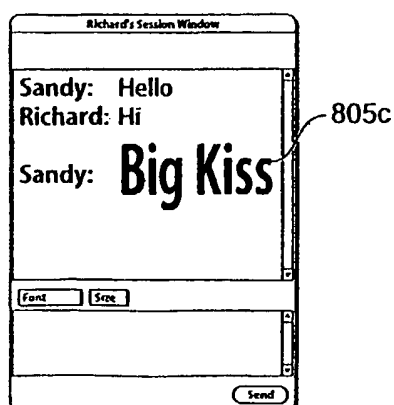 Richard's Session Window
Sandy: Hello
Richard: Hi
805c
Sandy: Big Kiss
Font Size
Send